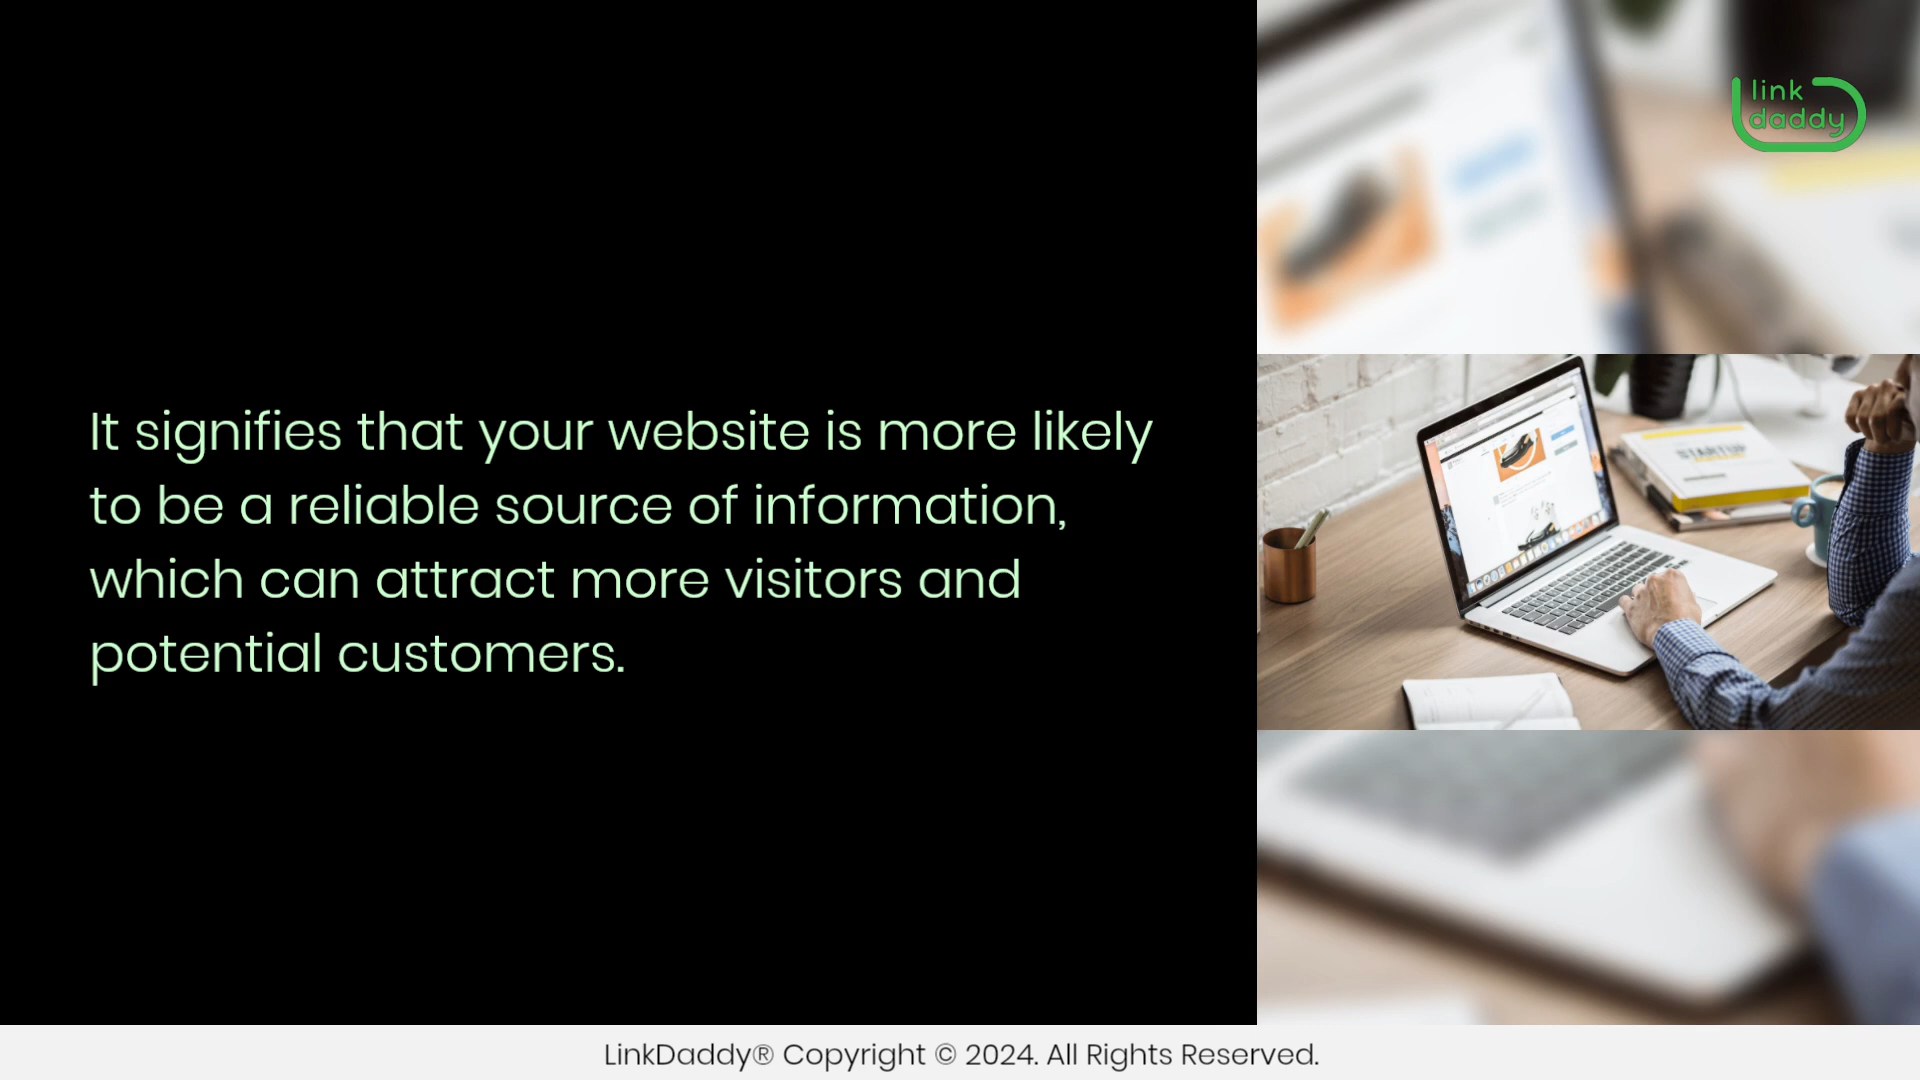 link
daddy
It signifies that your website is more likely
to be a reliable source of information,
which can attract more visitors and
potential customers.
STARTUP
LinkDaddy® Copyright © 2024. All Rights Reserved.